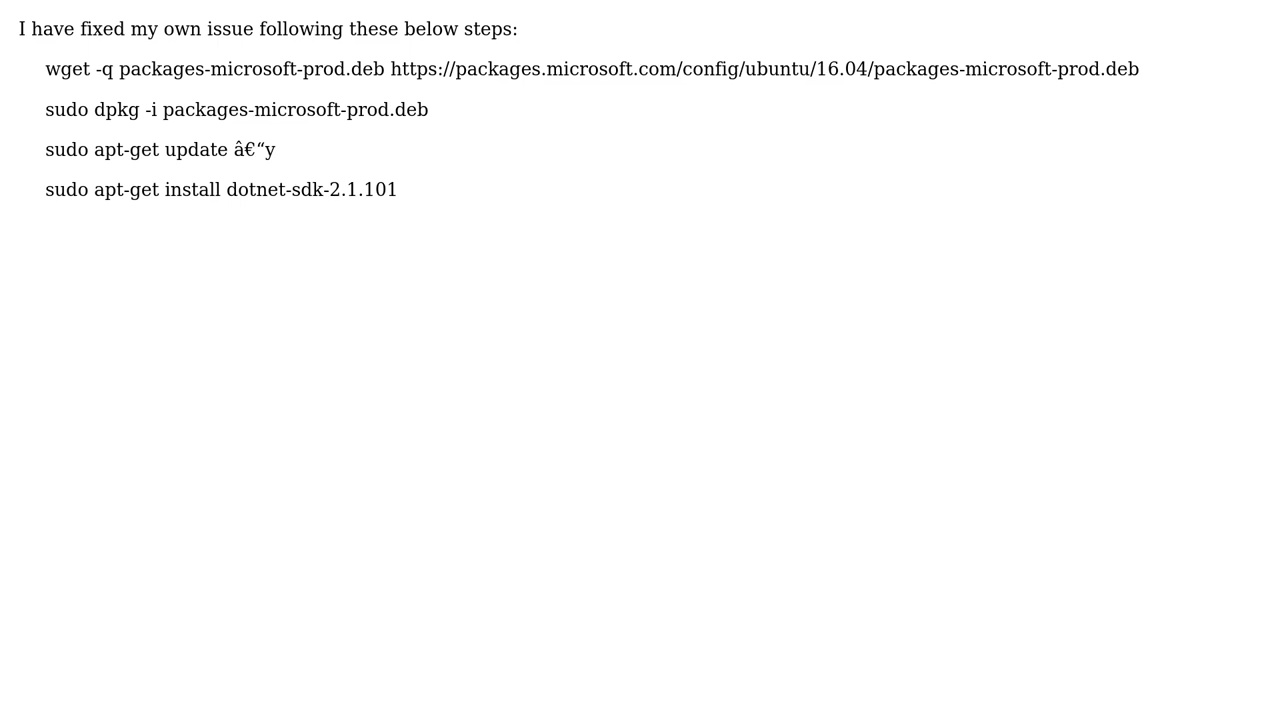 I have fixed my own issue following these below steps:
wget -q packages-microsoft-prod.deb https://packages.microsoft.com/config/ubuntu/16.04/packages-microsoft-prod.deb
sudo dpkg -i packages-microsoft-prod.deb
sudo apt-get update â€“y
sudo apt-get install dotnet-sdk-2.1.101